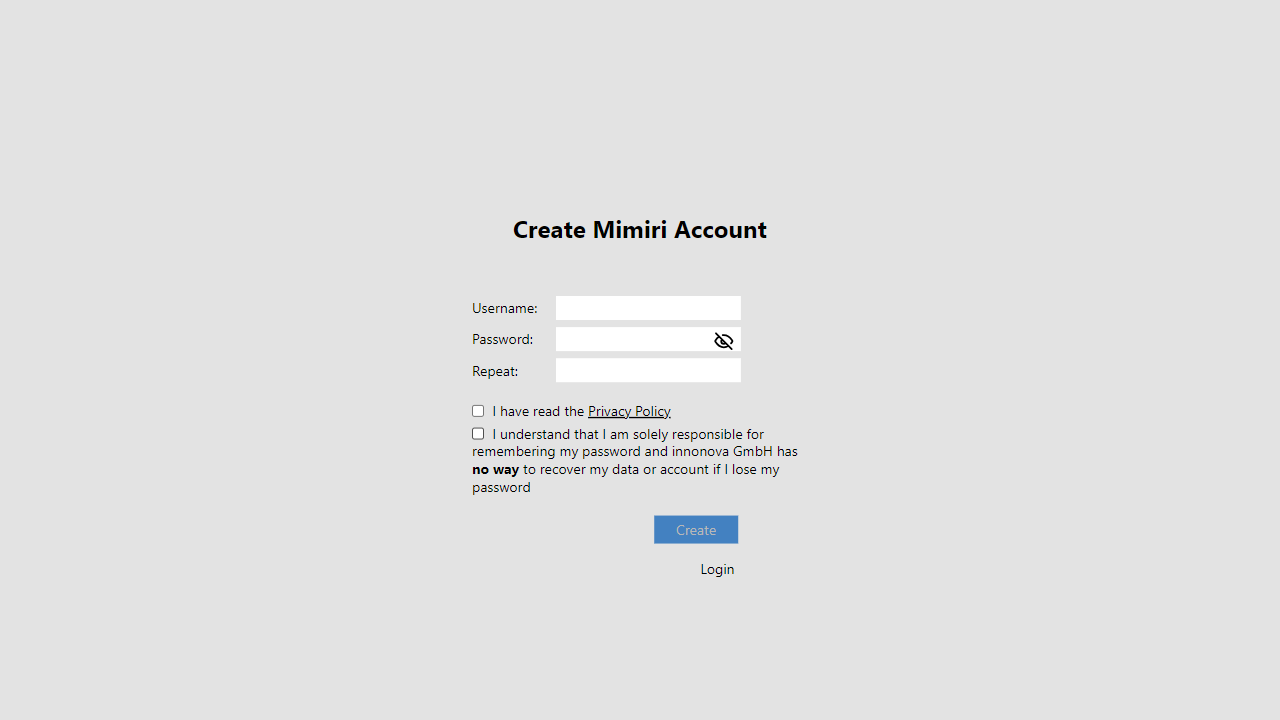 Create Mimiri Account
Username:
Password:
Repeat:
I have read the Privacy Policy
I understand that I am solely responsible for
remembering my password and innonova GmbH has
no way to recover my data or account if I lose my
password
Create
Login